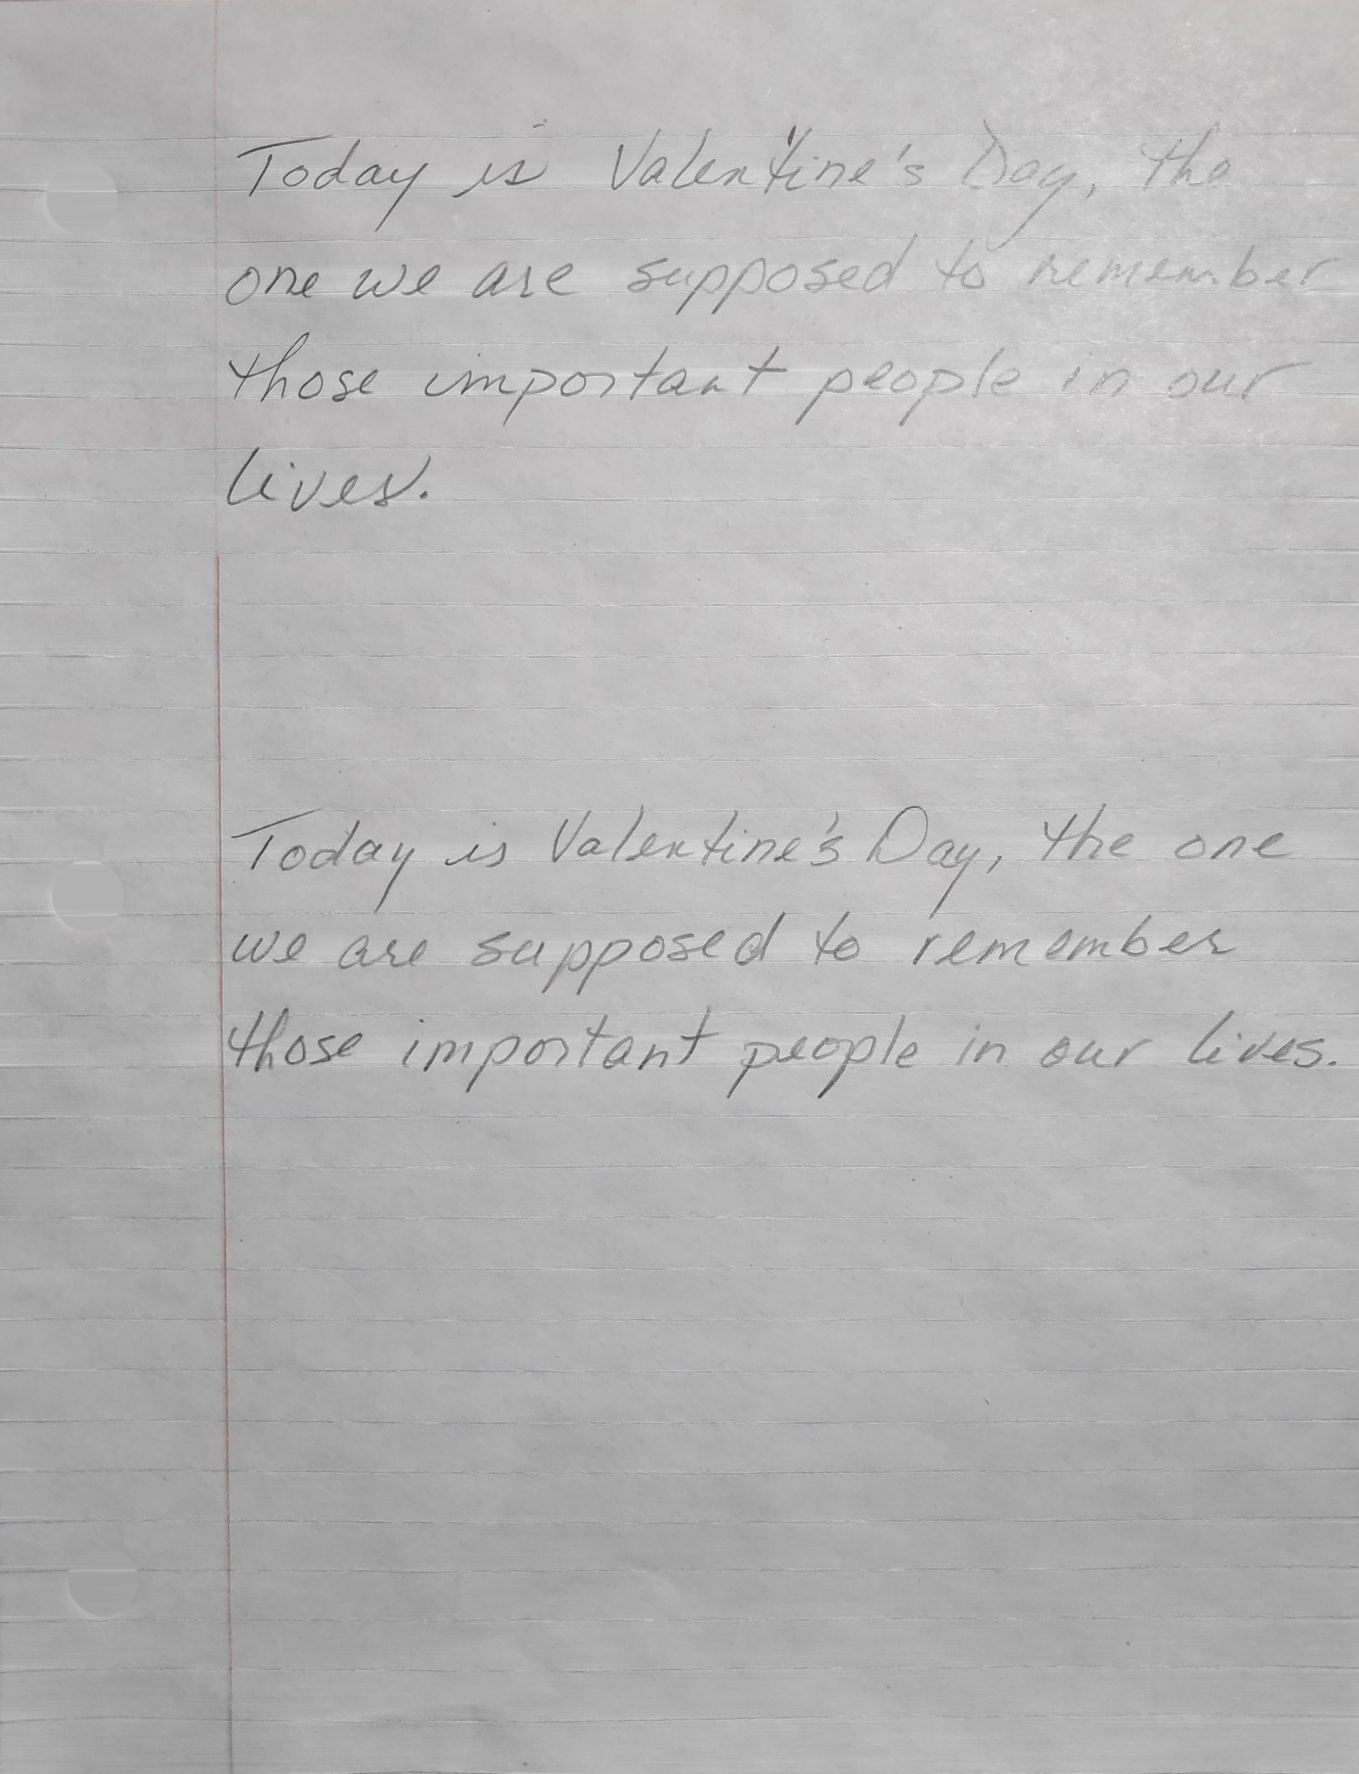 Today is Valentine's Day, the
one we are supposed to remember
those important people in our
lives.
Today is Valentine's Day, the one
we are supposed to remember
those important people in our lives.